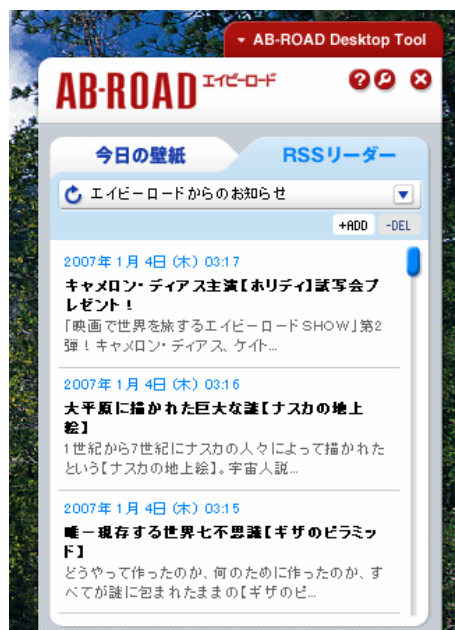 AB-ROAD Desktop Tool
AB-ROAD エイビーロード
今日の壁紙
RSSリーダー
エイビーロードからのお知らせ
+ADD -DEL
2007年 1月 4日 (木) 03:17
キャメロン・ディアス主演【ホリディ】試写会プ
レゼント!
「映画で世界を旅するエイビーロードSHOW」第2
弾!キャメロン・ディアス、ケイト...
2007年 1月 4日 (木) 03:16
大平原に描かれた巨大な謎【ナスカの地上
絵】
1世紀から7世紀にナスカの人々によって描かれた
という【ナスカの地上絵】。宇宙人説...
2007年 1月 4日 (木) 03:15
唯一現存する世界七不思議【ギザのピラミッ
ド】
どうやって作ったのか、何のために作ったのか、す
べてが謎に包まれたままの【ギザのピ...